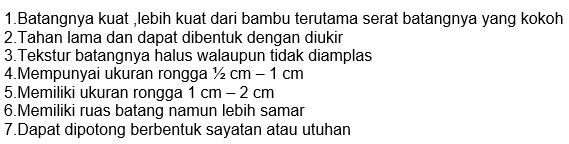 1.Batangnya kuat ,lebih kuat dari bambu terutama serat batangnya yang kokoh
2.Tahan lama dan dapat dibentuk dengan diukir
3.Tekstur batangnya halus walaupun tidak diamplas
4.Mempunyai ukuran rongga ½ cm – 1 cm
5.Memiliki ukuran rongga 1 cm – 2 cm
6.Memiliki ruas batang namun lebih samar
7.Dapat dipotong berbentuk sayatan atau utuhan